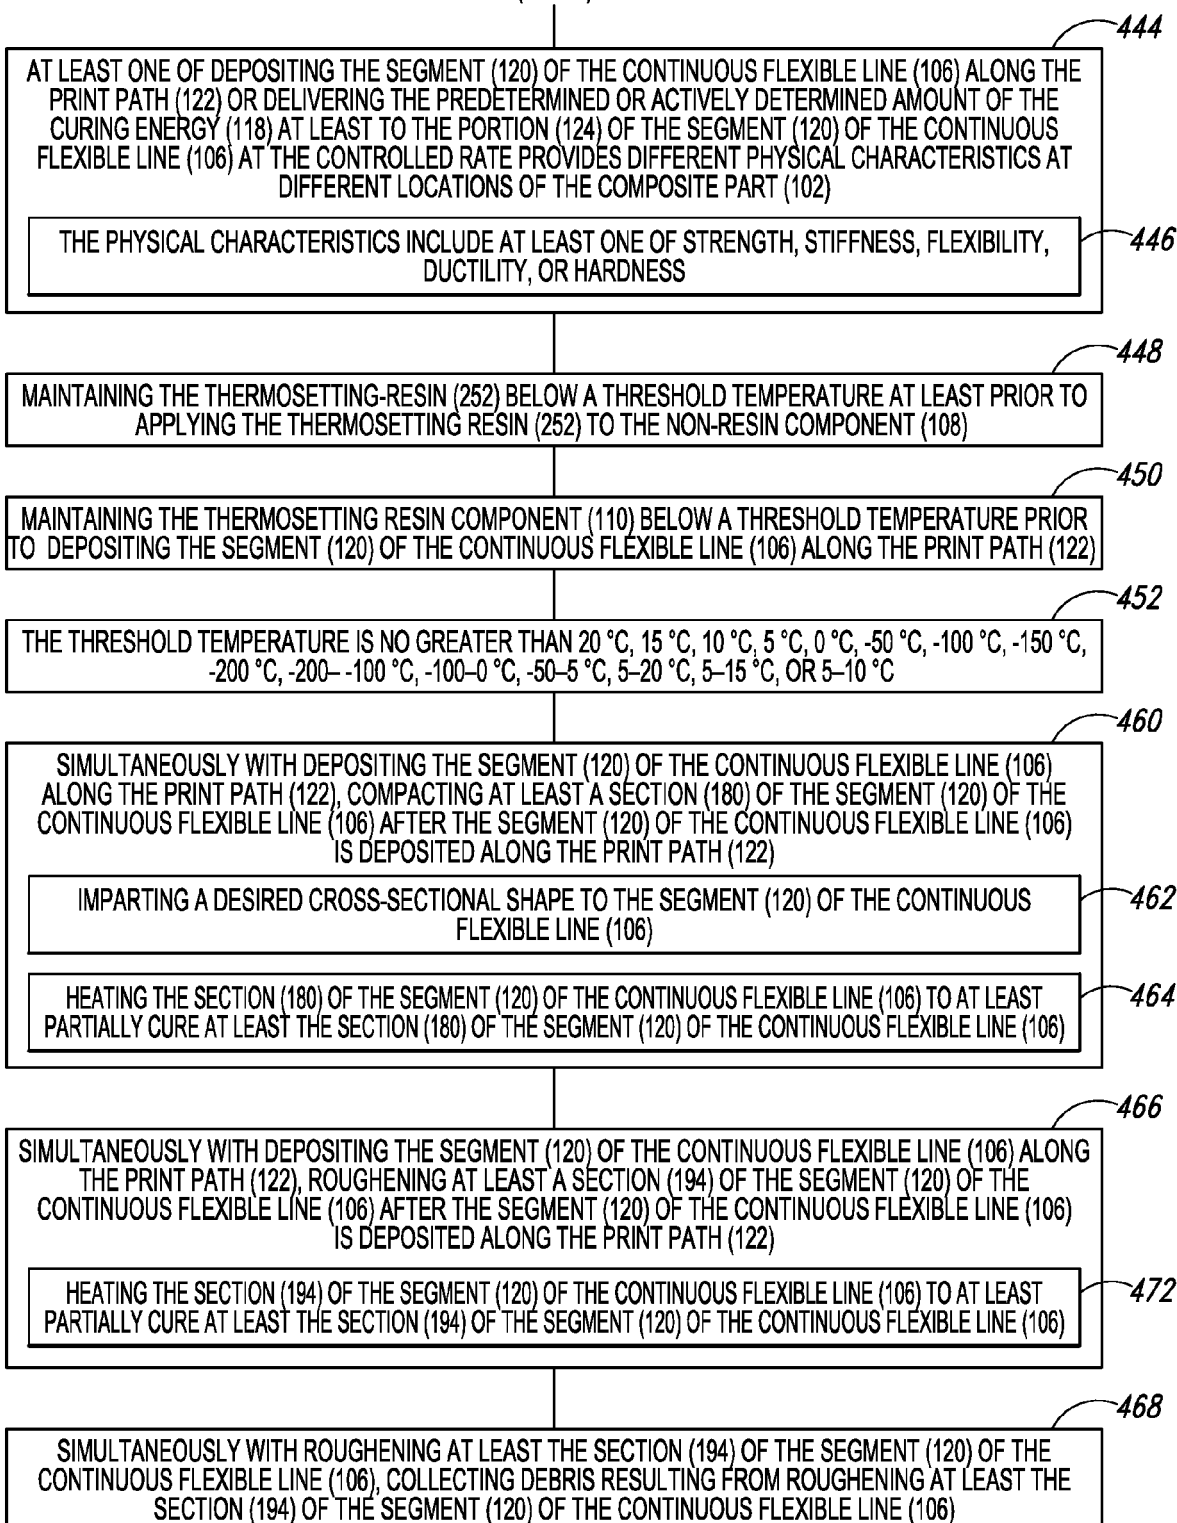 444
AT LEAST ONE OF DEPOSITING THE SEGMENT (120) OF THE CONTINUOUS FLEXIBLE LINE (106) ALONG THE
PRINT PATH (122) OR DELIVERING THE PREDETERMINED OR ACTIVELY DETERMINED AMOUNT OF THE
CURING ENERGY (118) AT LEAST TO THE PORTION (124) OF THE SEGMENT (120) OF THE CONTINUOUS
FLEXIBLE LINE (106) AT THE CONTROLLED RATE PROVIDES DIFFERENT PHYSICAL CHARACTERISTICS AT
DIFFERENT LOCATIONS OF THE COMPOSITE PART (102)
446
THE PHYSICAL CHARACTERISTICS INCLUDE AT LEAST ONE OF STRENGTH, STIFFNESS, FLEXIBILITY,
DUCTILITY, OR HARDNESS
448
MAINTAINING THE THERMOSETTING-RESIN (252) BELOW A THRESHOLD TEMPERATURE AT LEAST PRIOR TO
APPLYING THE THERMOSETTING RESIN (252) TO THE NON-RESIN COMPONENT (108)
450
MAINTAINING THE THERMOSETTING RESIN COMPONENT (110) BELOW A THRESHOLD TEMPERATURE PRIOR
TO DEPOSITING THE SEGMENT (120) OF THE CONTINUOUS FLEXIBLE LINE (106) ALONG THE PRINT PATH (122)
452
THE THRESHOLD TEMPERATURE IS NO GREATER THAN 20 °C, 15 °C, 10 °C, 5 °C, 0 °C, -50 °C, -100 °C, -150 °C,
-200 °C, -200– -100 °C, -100–0 °C, -50–5 °C, 5–20 °C, 5–15 °C, OR 5–10 °C
460
SIMULTANEOUSLY WITH DEPOSITING THE SEGMENT (120) OF THE CONTINUOUS FLEXIBLE LINE (106)
ALONG THE PRINT PATH (122), COMPACTING AT LEAST A SECTION (180) OF THE SEGMENT (120) OF THE
CONTINUOUS FLEXIBLE LINE (106) AFTER THE SEGMENT (120) OF THE CONTINUOUS FLEXIBLE LINE (106)
IS DEPOSITED ALONG THE PRINT PATH (122)
462
IMPARTING A DESIRED CROSS-SECTIONAL SHAPE TO THE SEGMENT (120) OF THE CONTINUOUS
FLEXIBLE LINE (106)
464
HEATING THE SECTION (180) OF THE SEGMENT (120) OF THE CONTINUOUS FLEXIBLE LINE (106) TO AT LEAST
PARTIALLY CURE AT LEAST THE SECTION (180) OF THE SEGMENT (120) OF THE CONTINUOUS FLEXIBLE LINE (106)
466
SIMULTANEOUSLY WITH DEPOSITING THE SEGMENT (120) OF THE CONTINUOUS FLEXIBLE LINE (106) ALONG
THE PRINT PATH (122), ROUGHENING AT LEAST A SECTION (194) OF THE SEGMENT (120) OF THE
CONTINUOUS FLEXIBLE LINE (106) AFTER THE SEGMENT (120) OF THE CONTINUOUS FLEXIBLE LINE (106)
IS DEPOSITED ALONG THE PRINT PATH (122)
472
HEATING THE SECTION (194) OF THE SEGMENT (120) OF THE CONTINUOUS FLEXIBLE LINE (106) TO AT LEAST
PARTIALLY CURE AT LEAST THE SECTION (194) OF THE SEGMENT (120) OF THE CONTINUOUS FLEXIBLE LINE (106)
468
SIMULTANEOUSLY WITH ROUGHENING AT LEAST THE SECTION (194) OF THE SEGMENT (120) OF THE
CONTINUOUS FLEXIBLE LINE (106), COLLECTING DEBRIS RESULTING FROM ROUGHENING AT LEAST THE
SECTION (194) OF THE SEGMENT (120) OF THE CONTINUOUS FLEXIBLE LINE (106)